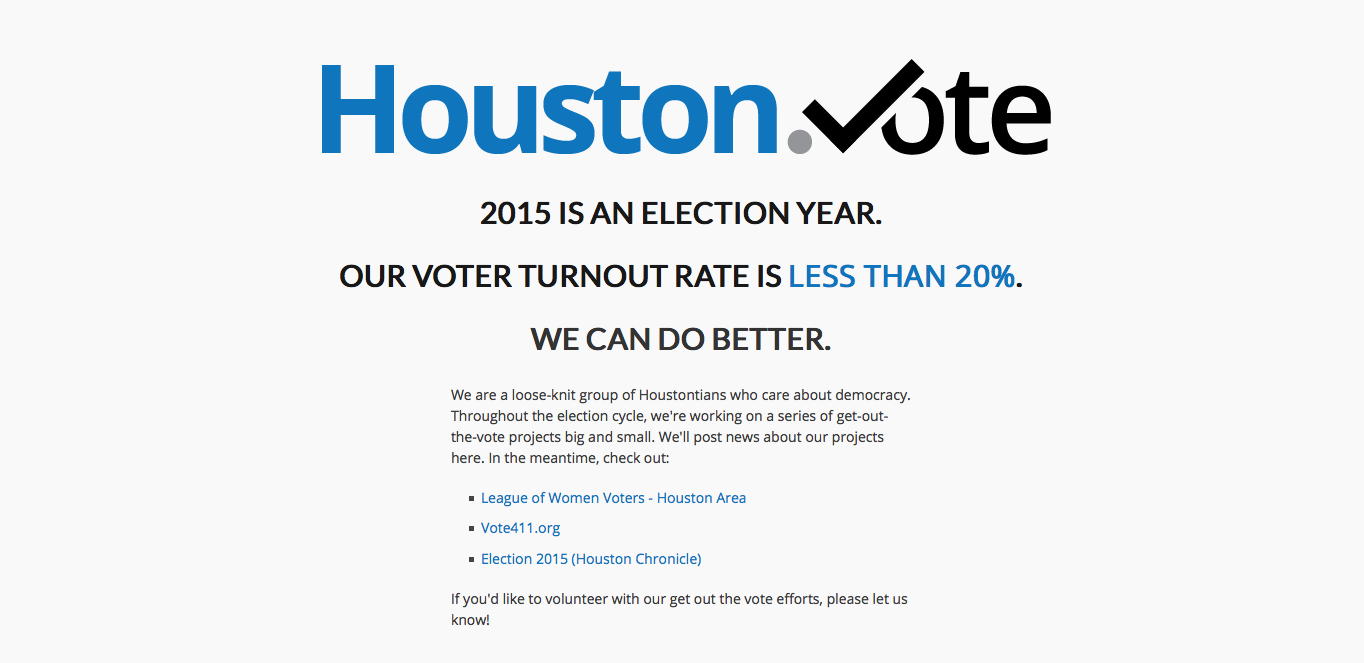 Houston.Vote
2015 IS AN ELECTION YEAR.
OUR VOTER TURNOUT RATE IS LESS THAN 20%.
WE CAN DO BETTER.
We are a loose-knit group of Houstontians who care about democracy.
Throughout the election cycle, we're working on a series of get-out-
the-vote projects big and small. We'll post news about our projects
here. In the meantime, check out:
▪ League of Women Voters - Houston Area
▪ Vote411.org
▪ Election 2015 (Houston Chronicle)
If you'd like to volunteer with our get out the vote efforts, please let us
know!